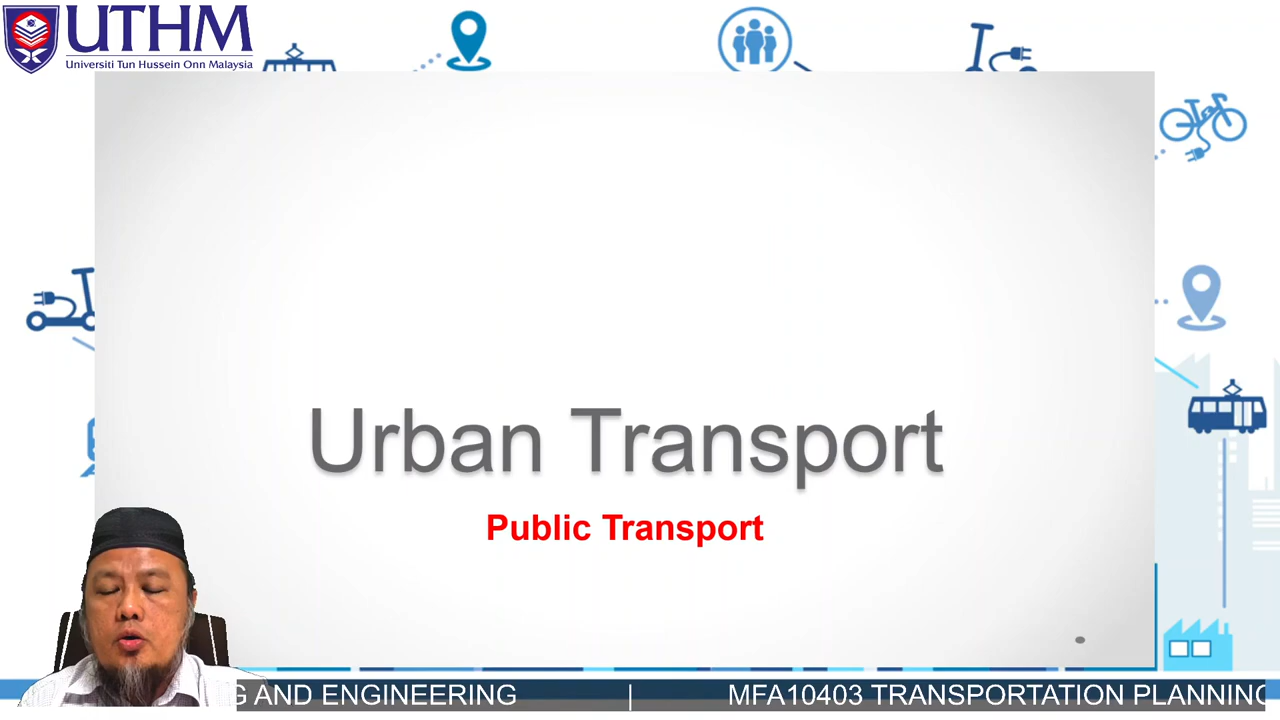 UTHM
Universiti Tun Hussein Onn Malaysia
Urban Transport
Public Transport
G AND ENGINEERING | MFA10403 TRANSPORTATION PLANNING